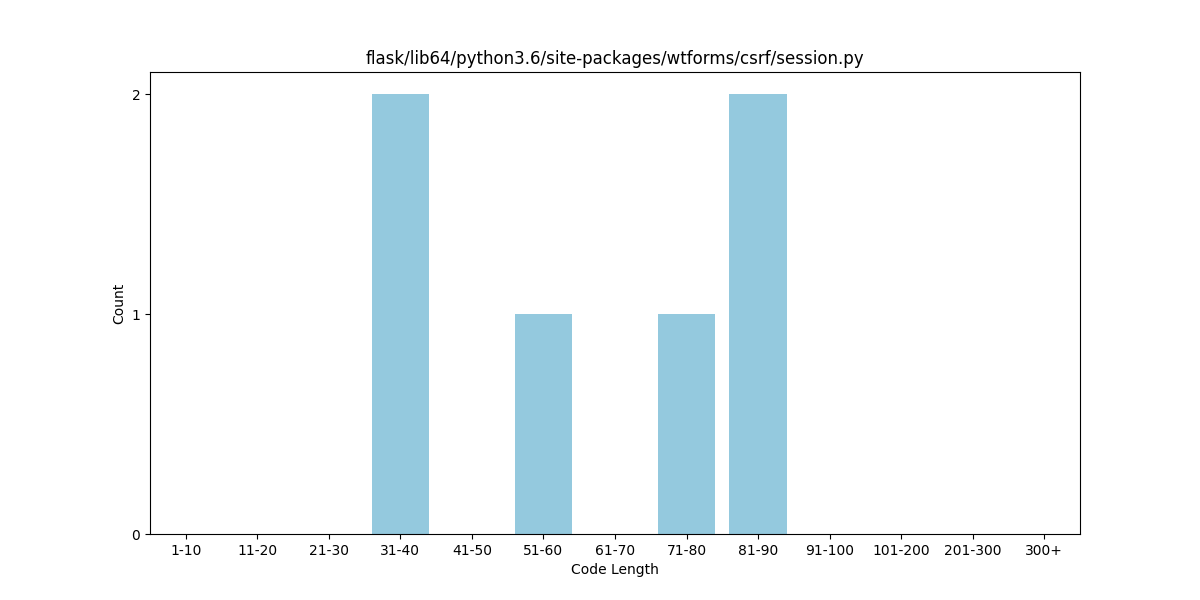 flask/lib64/python3.6/site-packages/wtforms/csrf/session.py
Count
2
1
0
1-10 11-20 21-30 31-40 41-50 51-60 61-70 71-80 81-90 91-100 101-200 201-300 300+
Code Length